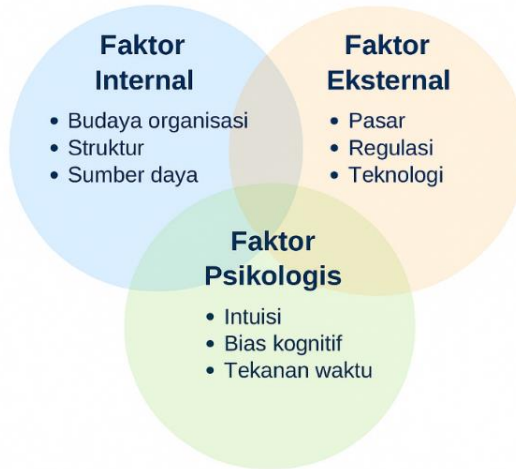 Faktor
Internal
• Budaya organisasi
• Struktur
• Sumber daya
Faktor
Eksternal
• Pasar
• Regulasi
• Teknologi
Faktor
Psikologis
• Intuisi
• Bias kognitif
• Tekanan waktu